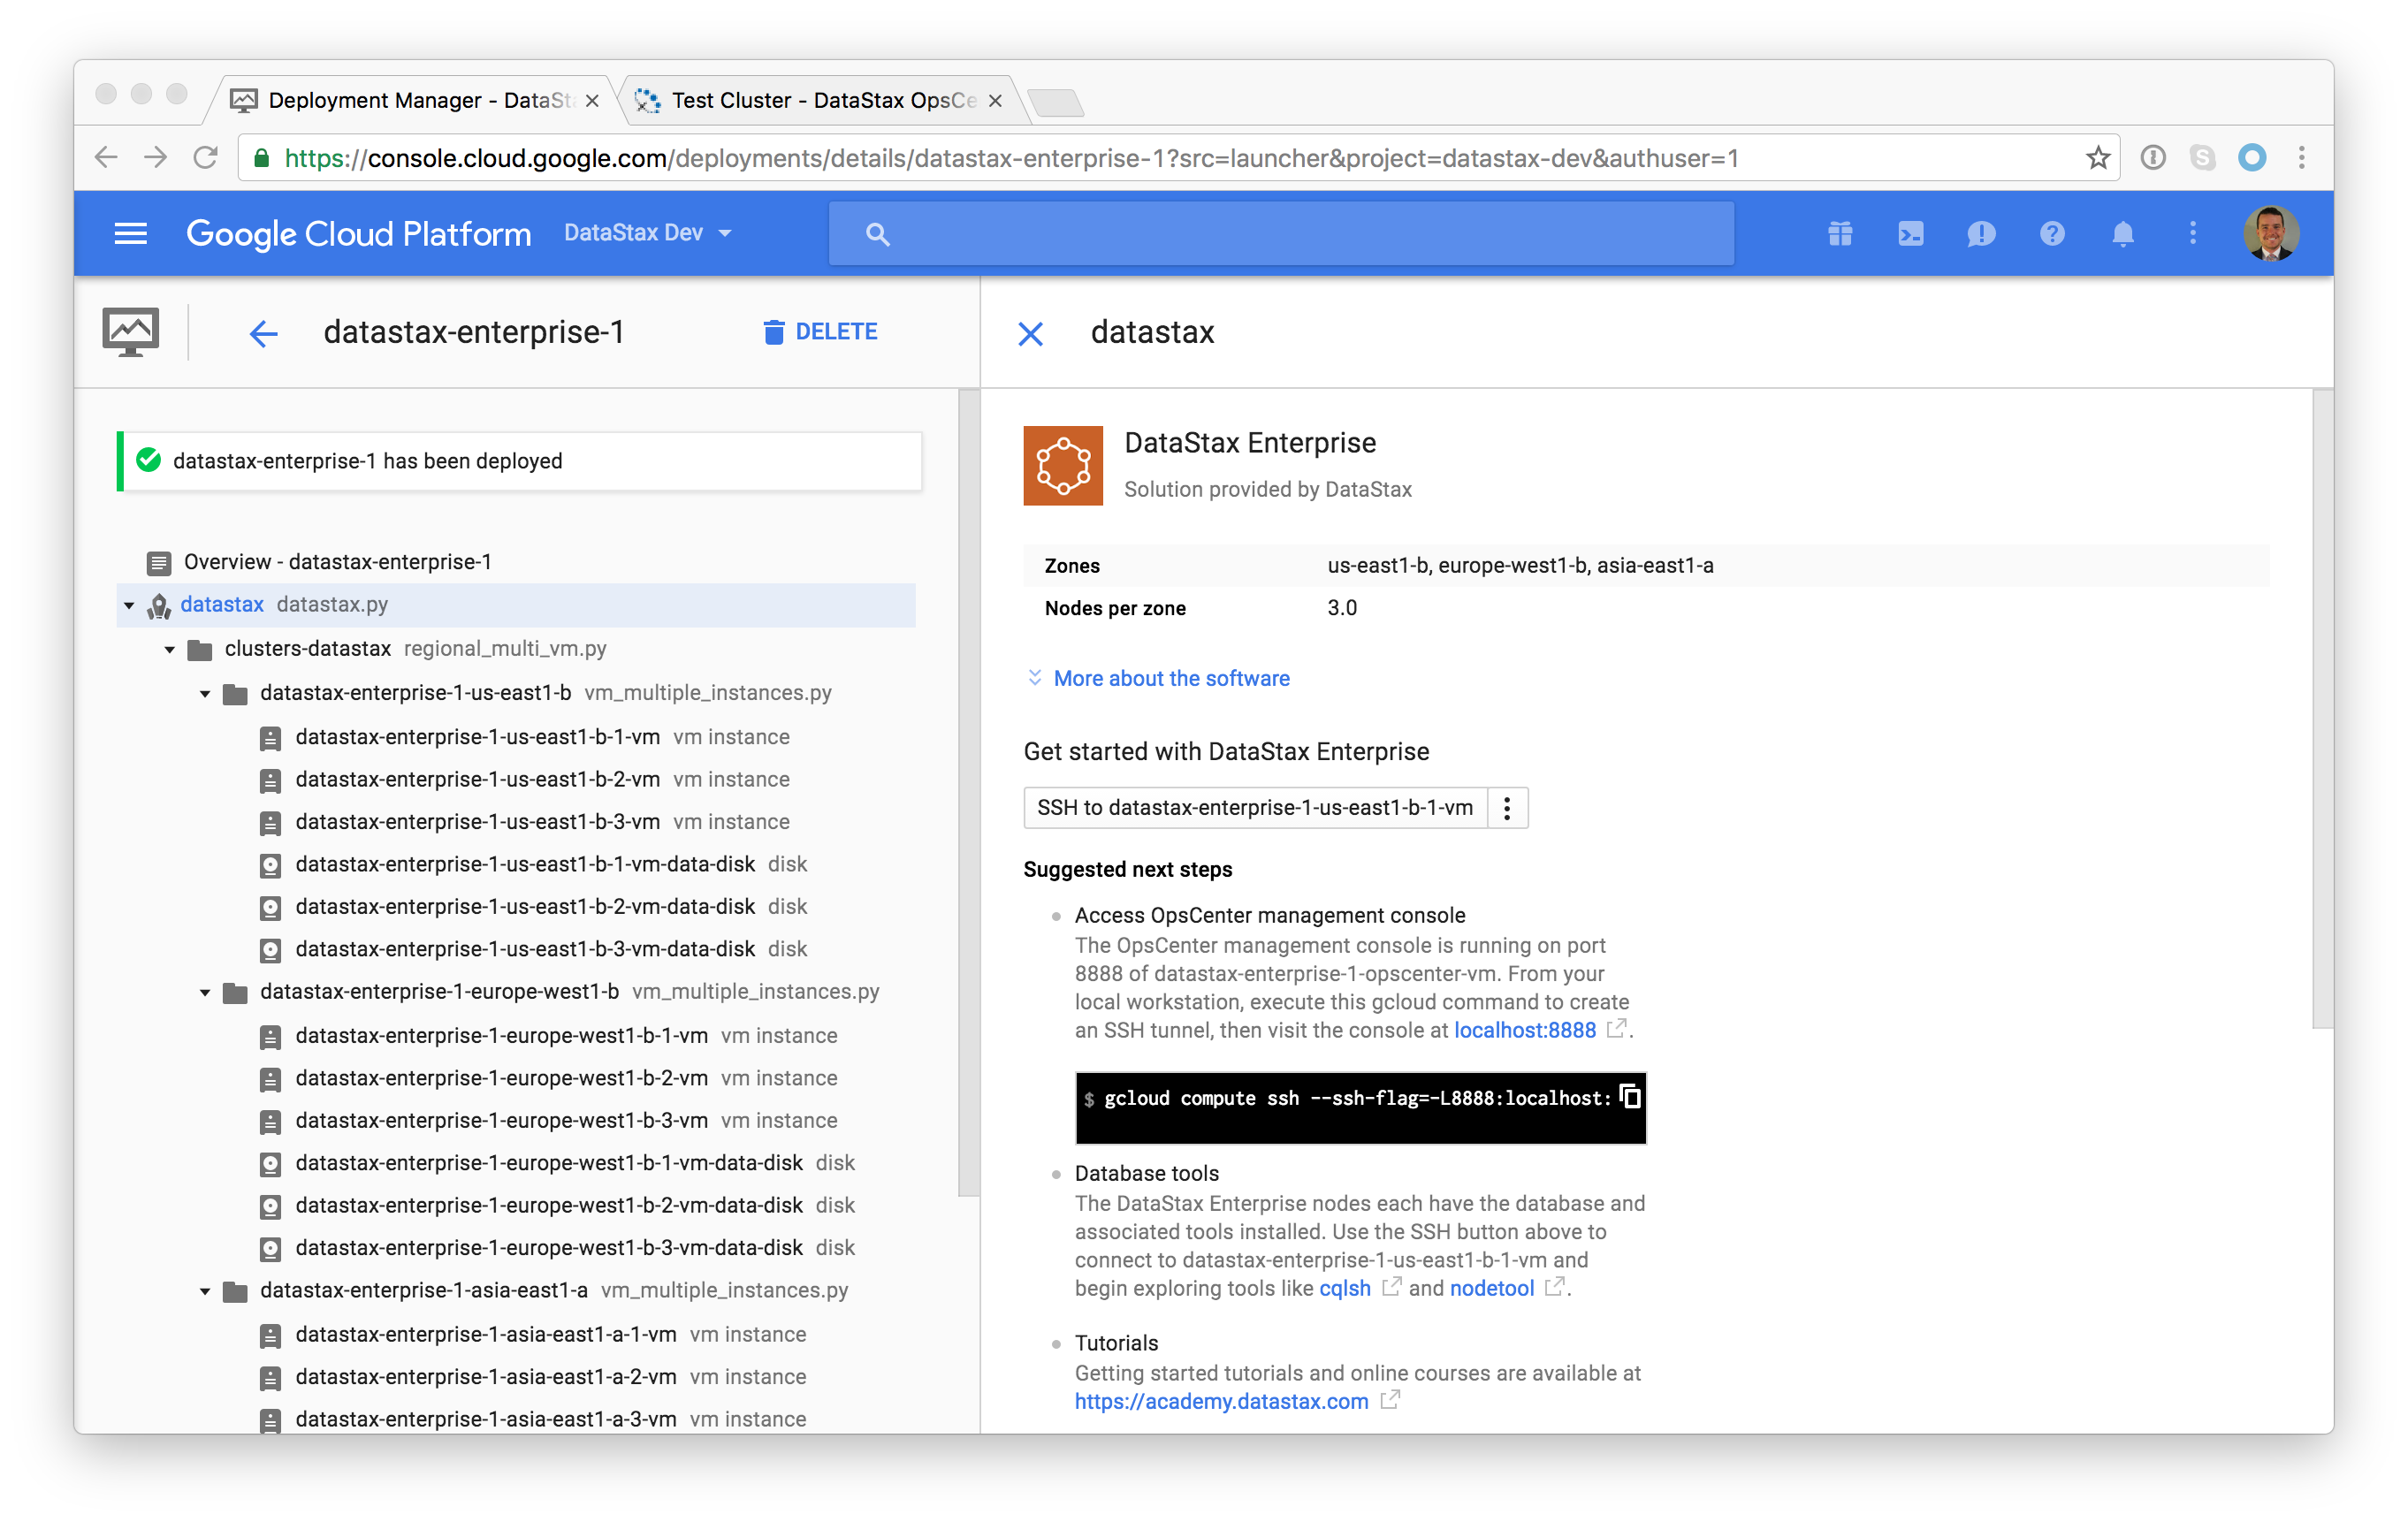 Deployment Manager - DataSta
Test Cluster - DataStax OpsCe
https://console.cloud.google.com/deployments/details/datastax-enterprise-1?src=launcher&project=datastax-dev&authuser=1
Google Cloud Platform
DataStax Dev
datastax-enterprise-1
DELETE
datastax-enterprise-1 has been deployed
Overview - datastax-enterprise-1
datastax datastax.py
clusters-datastax regional_multi_vm.py
datastax-enterprise-1-us-east1-b vm_multiple_instances.py
datastax-enterprise-1-us-east1-b-1-vm vm instance
datastax-enterprise-1-us-east1-b-2-vm vm instance
datastax-enterprise-1-us-east1-b-3-vm vm instance
datastax-enterprise-1-us-east1-b-1-vm-data-disk disk
datastax-enterprise-1-us-east1-b-2-vm-data-disk disk
datastax-enterprise-1-us-east1-b-3-vm-data-disk disk
datastax-enterprise-1-europe-west1-b vm_multiple_instances.py
datastax-enterprise-1-europe-west1-b-1-vm vm instance
datastax-enterprise-1-europe-west1-b-2-vm vm instance
datastax-enterprise-1-europe-west1-b-3-vm vm instance
datastax-enterprise-1-europe-west1-b-1-vm-data-disk disk
datastax-enterprise-1-europe-west1-b-2-vm-data-disk disk
datastax-enterprise-1-europe-west1-b-3-vm-data-disk disk
datastax-enterprise-1-asia-east1-a vm_multiple_instances.py
datastax-enterprise-1-asia-east1-a-1-vm vm instance
datastax-enterprise-1-asia-east1-a-2-vm vm instance
datastax-enterprise-1-asia-east1-a-3-vm vm instance
datastax
DataStax Enterprise
Solution provided by DataStax
Zones us-east1-b, europe-west1-b, asia-east1-a
Nodes per zone 3.0
More about the software
Get started with DataStax Enterprise
SSH to datastax-enterprise-1-us-east1-b-1-vm
Suggested next steps
Access OpsCenter management console
The OpsCenter management console is running on port
8888 of datastax-enterprise-1-opscenter-vm. From your
local workstation, execute this gcloud command to create
an SSH tunnel, then visit the console at localhost:8888 .
$ gcloud compute ssh --ssh-flag=-L8888:localhost:
Database tools
The DataStax Enterprise nodes each have the database and
associated tools installed. Use the SSH button above to
connect to datastax-enterprise-1-us-east1-b-1-vm and
begin exploring tools like cqlsh and nodetool .
Tutorials
Getting started tutorials and online courses are available at
https://academy.datastax.com